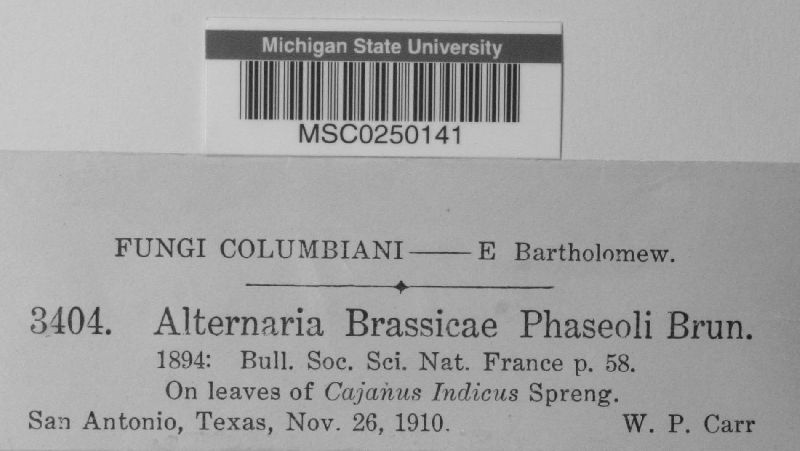 Michigan State University
MSC0250141
FUNGI COLUMBIANI — E Bartholomew.
3404. Alternaria Brassicae Phaseoli Brun.
1894: Bull. Soc. Sci. Nat. France p. 58.
On leaves of Cajanus Indicus Spreng.
San Antonio, Texas, Nov. 26, 1910. W. P. Carr